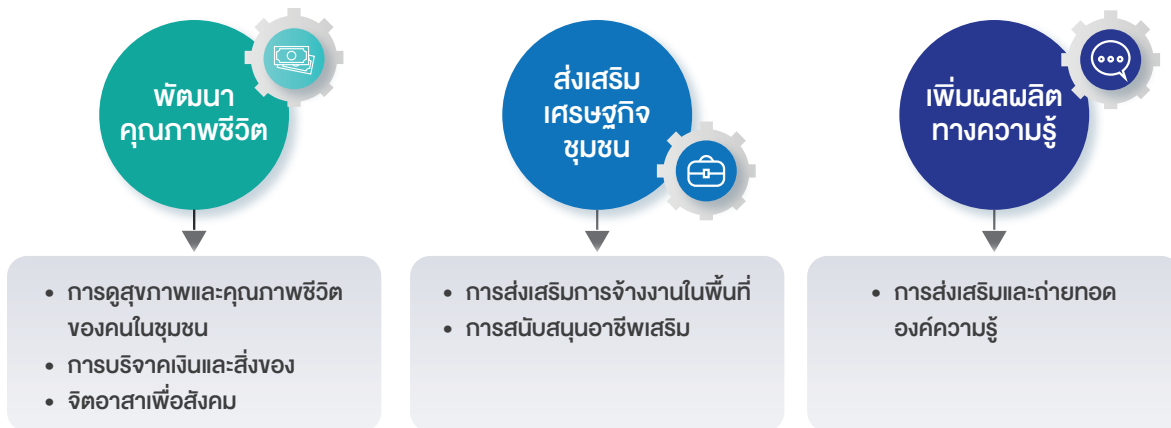 พัฒนา
คุณภาพชีวิต
ส่งเสริม
เศรษฐกิจ
ชุมชน
เพิ่มผลผลิต
ทางความรู้
• การดูสุขภาพและคุณภาพชีวิต
ของคนในชุมชน
• การบริจาคเงินและสิ่งของ
• จิตอาสาเพื่อสังคม
• การส่งเสริมการจ้างงานในพื้นที่
• การสนับสนุนอาชีพเสริม
• การส่งเสริมและถ่ายทอด
องค์ความรู้